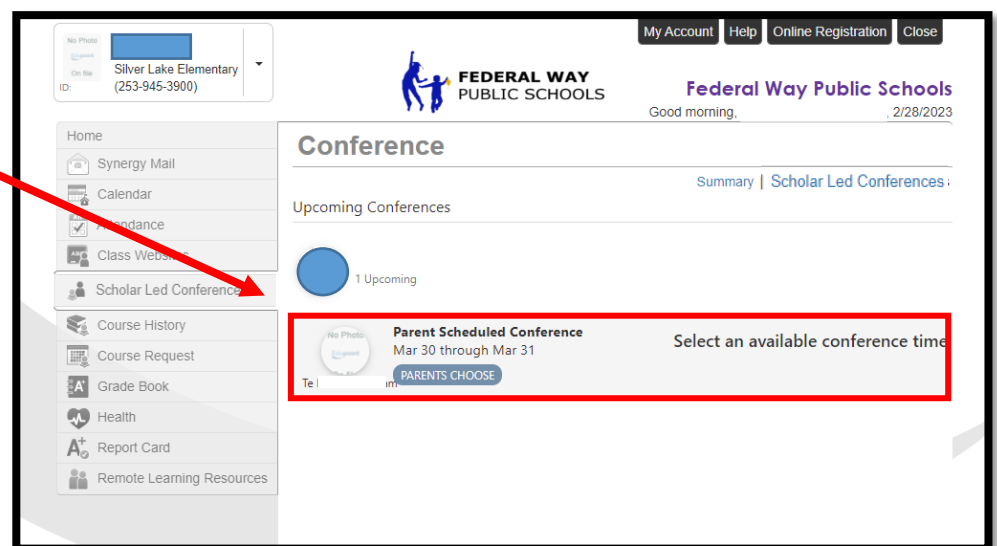 My Account Help Online Registration Close
No Photo
On file
ID:
Silver Lake Elementary
(253-945-3900)
FEDERAL WAY
PUBLIC SCHOOLS
Federal Way Public Schools
Good morning, , 2/28/2023
Home
Synergy Mail
Calendar
Attendance
Class Websites
Scholar Led Conference
Course History
Course Request
Grade Book
Health
Report Card
Remote Learning Resources
Conference
Summary | Scholar Led Conferences
Upcoming Conferences
1 Upcoming
No Photo
Parent Scheduled Conference
Mar 30 through Mar 31
PARENTS CHOOSE
Select an available conference time